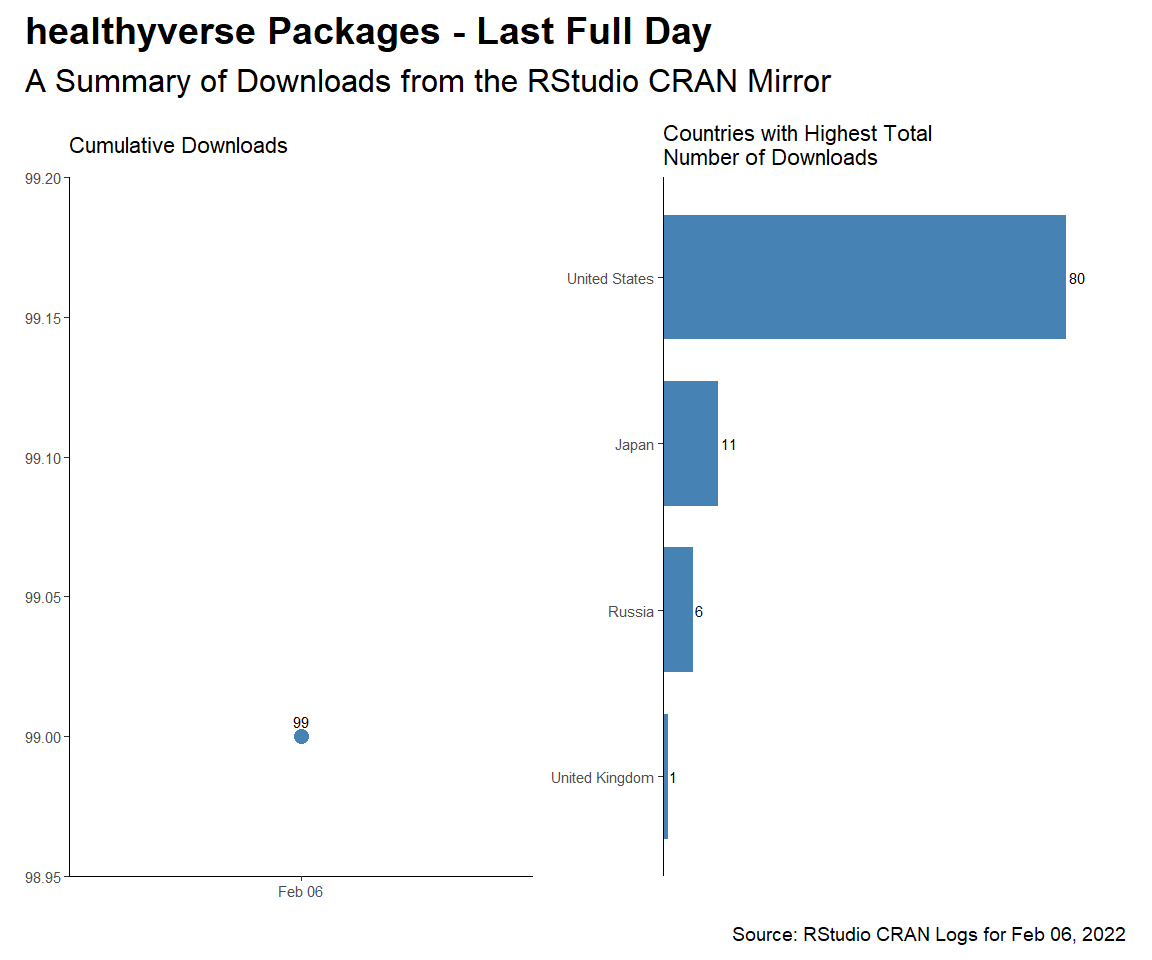 healthyverse Packages - Last Full Day
A Summary of Downloads from the RStudio CRAN Mirror
Cumulative Downloads
99.20
99.15
99.10
99.05
99.00
98.95
99
Feb 06
Countries with Highest Total
Number of Downloads
United States
80
Japan
11
Russia
6
United Kingdom
1
Source: RStudio CRAN Logs for Feb 06, 2022